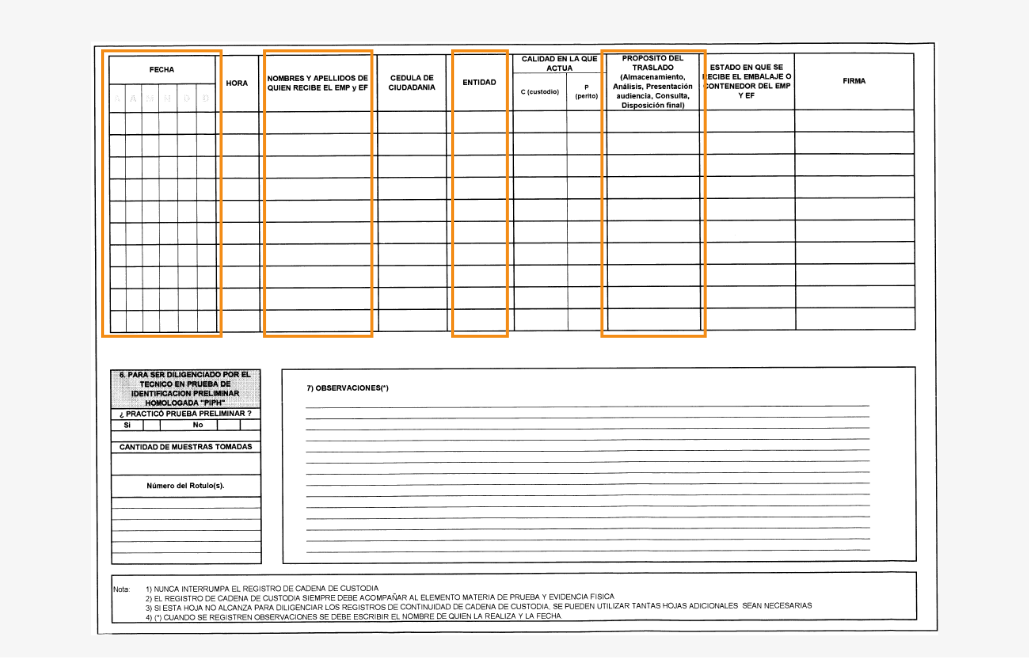 FECHA
HORA
NOMBRES Y APELLIDOS DE
QUIEN RECIBE EL EMP y EF
CEDULA DE
CIUDADANIA
ENTIDAD
CALIDAD EN LA QUE
ACTUA
C (custodio)
P
(perito)
PROPOSITO DEL
TRASLADO
(Almacenamiento,
Análisis, Presentación
audiencia, Consulta,
Disposición final)
ESTADO EN QUE SE
RECIBE EL EMBALAJE O
CONTENEDOR DEL EMP
Y EF
FIRMA
6. PARA SER DILIGENCIADO POR EL
TECNICO EN PRUEBA DE
IDENTIFICACION PRELIMINAR
HOMOLOGADA "PIPH"
¿ PRACTICÓ PRUEBA PRELIMINAR ?
Si No
CANTIDAD DE MUESTRAS TOMADAS
Número del Rotulo(s).
7) OBSERVACIONES(*)
Nota: 1) NUNCA INTERRUMPA EL REGISTRO DE CADENA DE CUSTODIA
2) EL REGISTRO DE CADENA DE CUSTODIA SIEMPRE DEBE ACOMPAÑAR AL ELEMENTO MATERIA DE PRUEBA Y EVIDENCIA FISICA
3) SI ESTA HOJA NO ALCANZA PARA DILIGENCIAR LOS REGISTROS DE CONTINUIDAD DE CADENA DE CUSTODIA, SE PUEDEN UTILIZAR TANTAS HOJAS ADICIONALES SEAN NECESARIAS
4) (*) CUANDO SE REGISTREN OBSERVACIONES SE DEBE ESCRIBIR EL NOMBRE DE QUIEN LA REALIZA Y LA FECHA